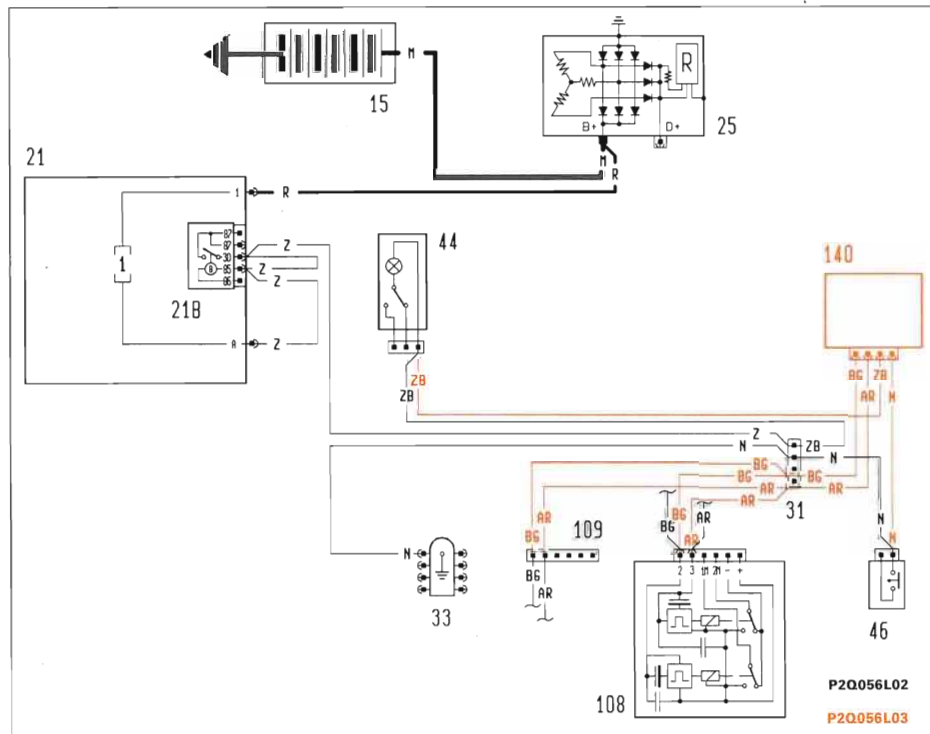 M
15
R
B+
D+
25
M
R
21
1
R
87
87
30
85
86
Z
Z
Z
1
B
21B
A
Z
44
140
ZB
ZB
BG
AR
ZB
M
Z
ZB
N
N
BG
BG
BG
AR
AR
AR
31
AR
BG
109
BG
AR
BG
BG
AR
AR
N
M
N
33
2
3
1M
2M
-
+
46
108
P2Q056L02
P2Q056L03